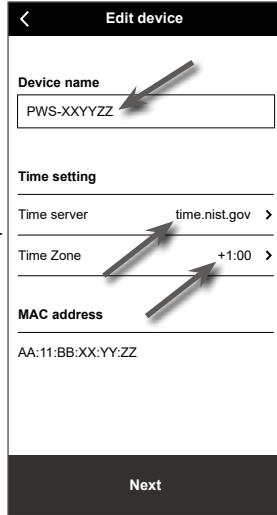 Edit device
Device name
PWS-XXYYZZ
Time setting
Time server time.nist.gov
Time Zone +1:00
MAC address
AA:11:BB:XX:YY:ZZ
Next